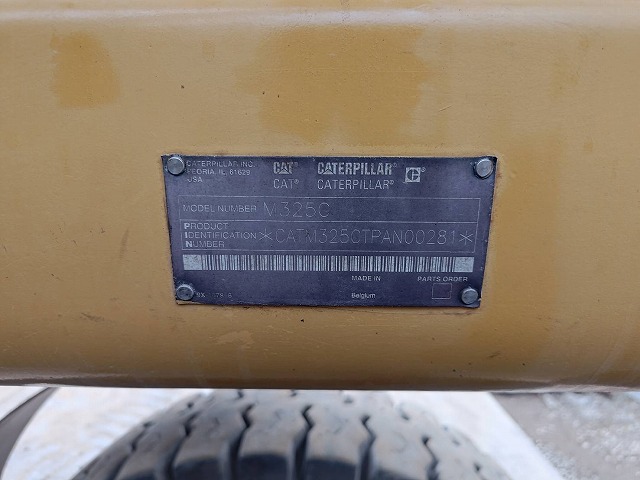 CATERPILLAR INC. CAT® CATERPILLAR®
PEORIA, IL, 61629
USA CAT® CATERPILLAR®
MODEL NUMBER M325C
PRODUCT
IDENTIFICATION *CATM325CTPAN00281*
NUMBER
MADE IN PARTS ORDER
Belgium